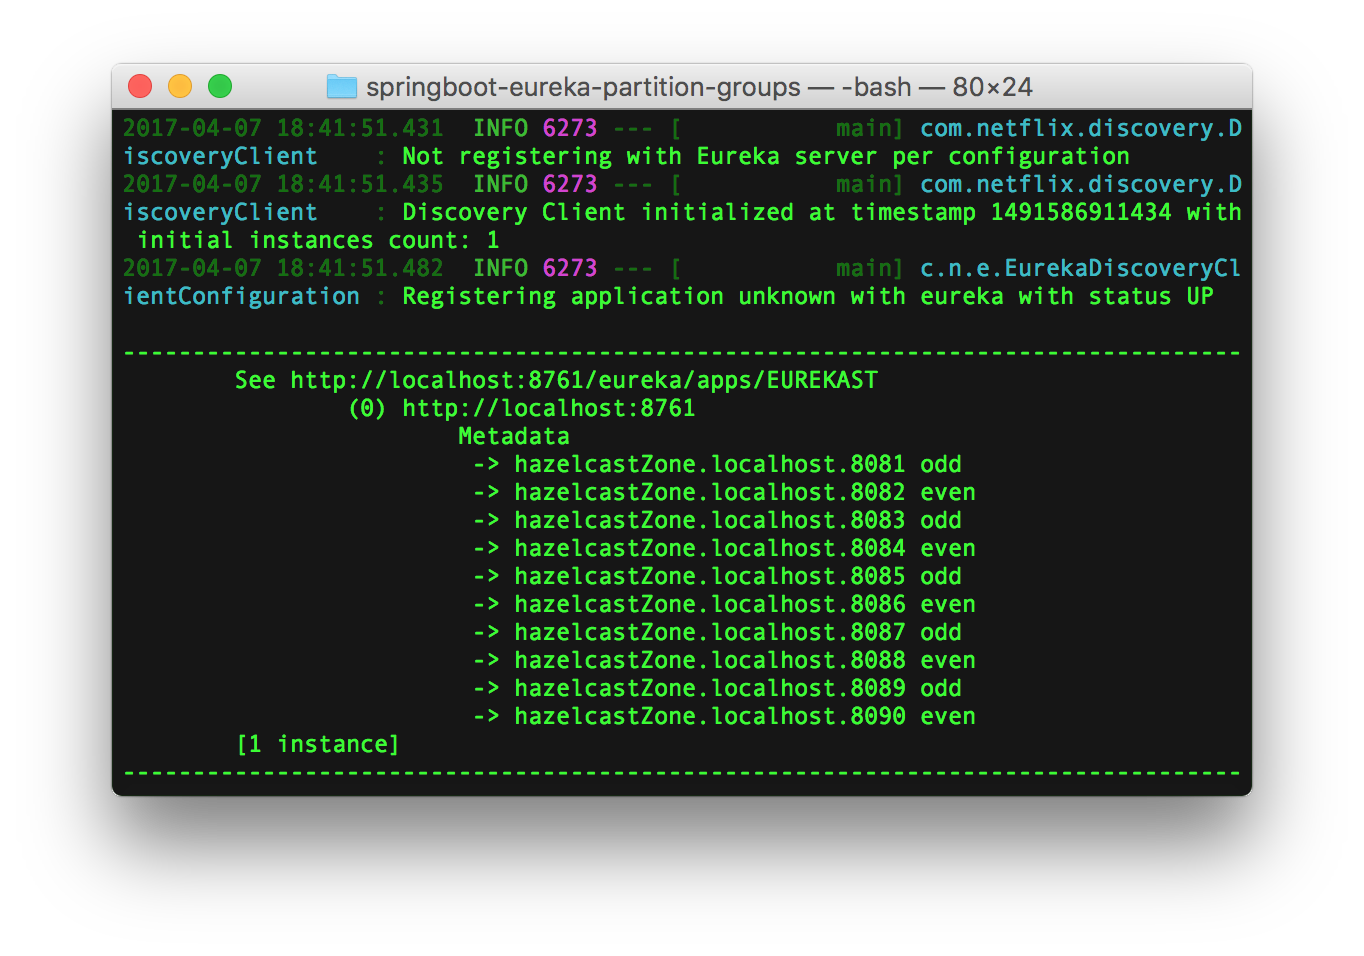 springboot-eureka-partition-groups — -bash — 80×24
2017-04-07 18:41:51.431  INFO 6273 --- [           main] com.netflix.discovery.D
iscoveryClient    : Not registering with Eureka server per configuration
2017-04-07 18:41:51.435  INFO 6273 --- [           main] com.netflix.discovery.D
iscoveryClient    : Discovery Client initialized at timestamp 1491586911434 with
 initial instances count: 1
2017-04-07 18:41:51.482  INFO 6273 --- [           main] c.n.e.EurekaDiscoveryCl
ientConfiguration : Registering application unknown with eureka with status UP
--------------------------------------------------------------------------------
        See http://localhost:8761/eureka/apps/EUREKAST
                (0) http://localhost:8761
                        Metadata
                         -> hazelcastZone.localhost.8081 odd
                         -> hazelcastZone.localhost.8082 even
                         -> hazelcastZone.localhost.8083 odd
                         -> hazelcastZone.localhost.8084 even
                         -> hazelcastZone.localhost.8085 odd
                         -> hazelcastZone.localhost.8086 even
                         -> hazelcastZone.localhost.8087 odd
                         -> hazelcastZone.localhost.8088 even
                         -> hazelcastZone.localhost.8089 odd
                         -> hazelcastZone.localhost.8090 even
        [1 instance]
--------------------------------------------------------------------------------